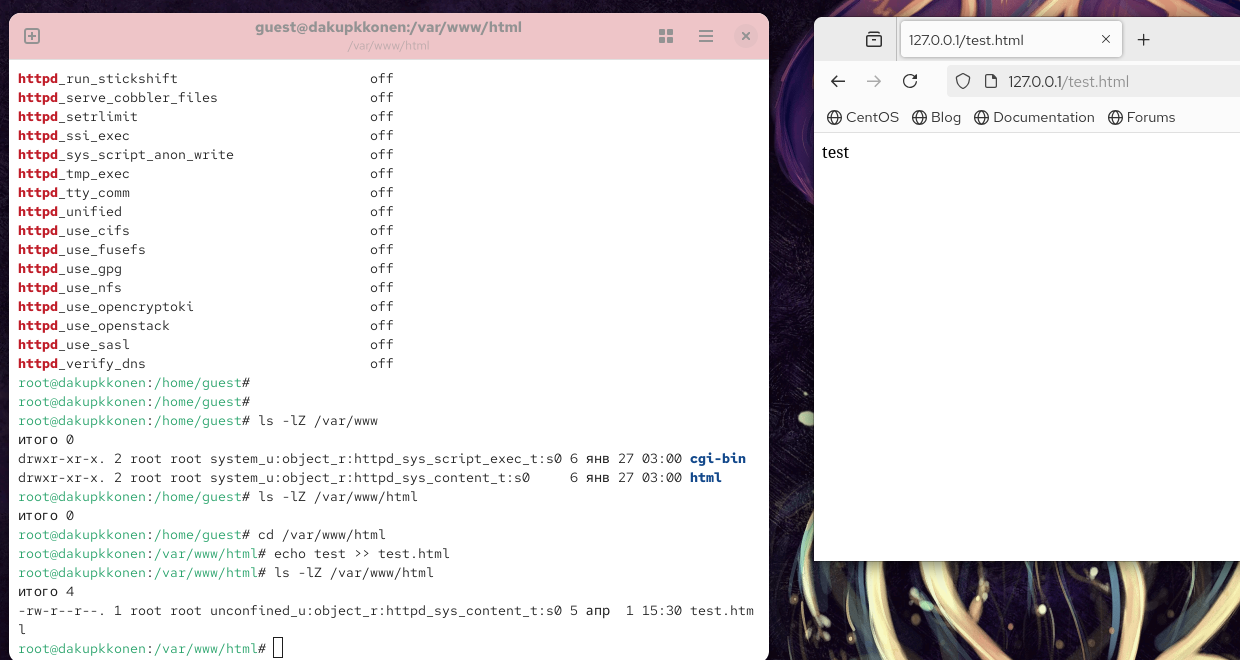 guest@dakupkkonen:/var/www/html
/var/www/html
httpd_run_stickshift                        off
httpd_serve_cobbler_files                   off
httpd_setrlimit                             off
httpd_ssi_exec                              off
httpd_sys_script_anon_write                 off
httpd_tmp_exec                              off
httpd_tty_comm                              off
httpd_unified                               off
httpd_use_cifs                              off
httpd_use_fusefs                            off
httpd_use_gpg                               off
httpd_use_nfs                               off
httpd_use_opencryptoki                      off
httpd_use_openstack                         off
httpd_use_sasl                              off
httpd_verify_dns                            off
root@dakupkkonen:/home/guest#
root@dakupkkonen:/home/guest#
root@dakupkkonen:/home/guest# ls -lZ /var/www
итого 0
drwxr-xr-x. 2 root root system_u:object_r:httpd_sys_script_exec_t:s0 6 янв 27 03:00 cgi-bin
drwxr-xr-x. 2 root root system_u:object_r:httpd_sys_content_t:s0     6 янв 27 03:00 html
root@dakupkkonen:/home/guest# ls -lZ /var/www/html
итого 0
root@dakupkkonen:/home/guest# cd /var/www/html
root@dakupkkonen:/var/www/html# echo test >> test.html
root@dakupkkonen:/var/www/html# ls -lZ /var/www/html
итого 4
-rw-r--r--. 1 root root unconfined_u:object_r:httpd_sys_content_t:s0 5 апр  1 15:30 test.htm
l
root@dakupkkonen:/var/www/html#
127.0.0.1/test.html
127.0.0.1/test.html
CentOS Blog Documentation Forums
test